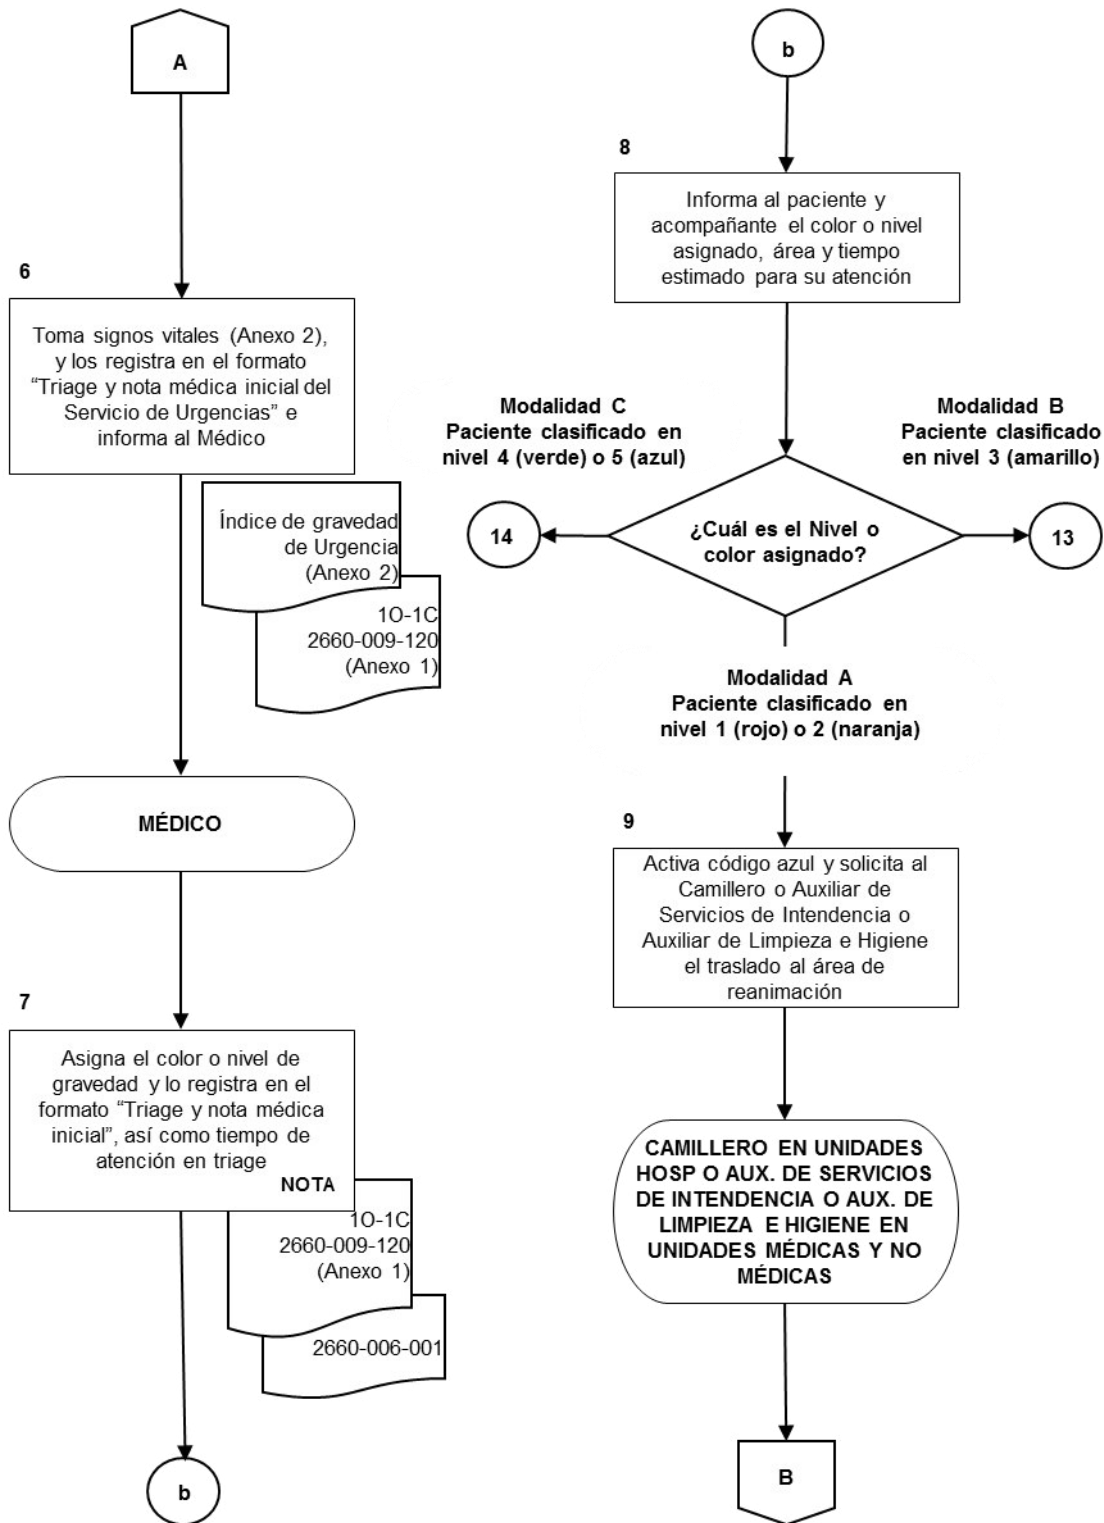 A
6
Toma signos vitales (Anexo 2),
y los registra en el formato
“Triage y nota médica inicial del
Servicio de Urgencias” e
informa al Médico
Índice de gravedad
de Urgencia
(Anexo 2)
1O-1C
2660-009-120
(Anexo 1)
MÉDICO
7
Asigna el color o nivel de
gravedad y lo registra en el
formato “Triage y nota médica
inicial”, así como tiempo de
atención en triage
NOTA
1O-1C
2660-009-120
(Anexo 1)
2660-006-001
b
b
8
Informa al paciente y
acompañante el color o nivel
asignado, área y tiempo
estimado para su atención
Modalidad C
Paciente clasificado en
nivel 4 (verde) o 5 (azul)
Modalidad B
Paciente clasificado
en nivel 3 (amarillo)
14
¿Cuál es el Nivel o
color asignado?
13
Modalidad A
Paciente clasificado en
nivel 1 (rojo) o 2 (naranja)
9
Activa código azul y solicita al
Camillero o Auxiliar de
Servicios de Intendencia o
Auxiliar de Limpieza e Higiene
el traslado al área de
reanimación
CAMILLERO EN UNIDADES
HOSP O AUX. DE SERVICIOS
DE INTENDENCIA O AUX. DE
LIMPIEZA E HIGIENE EN
UNIDADES MÉDICAS Y NO
MÉDICAS
B